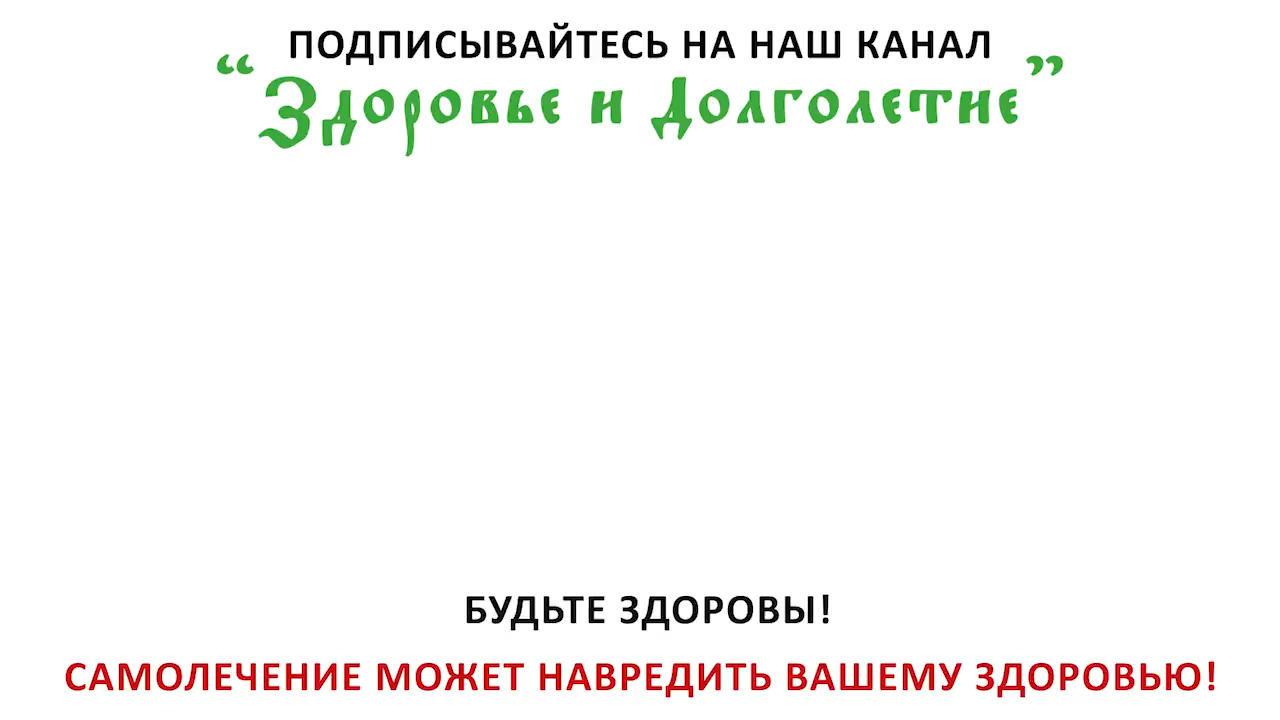 ПОДПИСЫВАЙТЕСЬ НА НАШ КАНАЛ
“Здоровье и Долголетие”
БУДЬТЕ ЗДОРОВЫ!
САМОЛЕЧЕНИЕ МОЖЕТ НАВРЕДИТЬ ВАШЕМУ ЗДОРОВЬЮ!